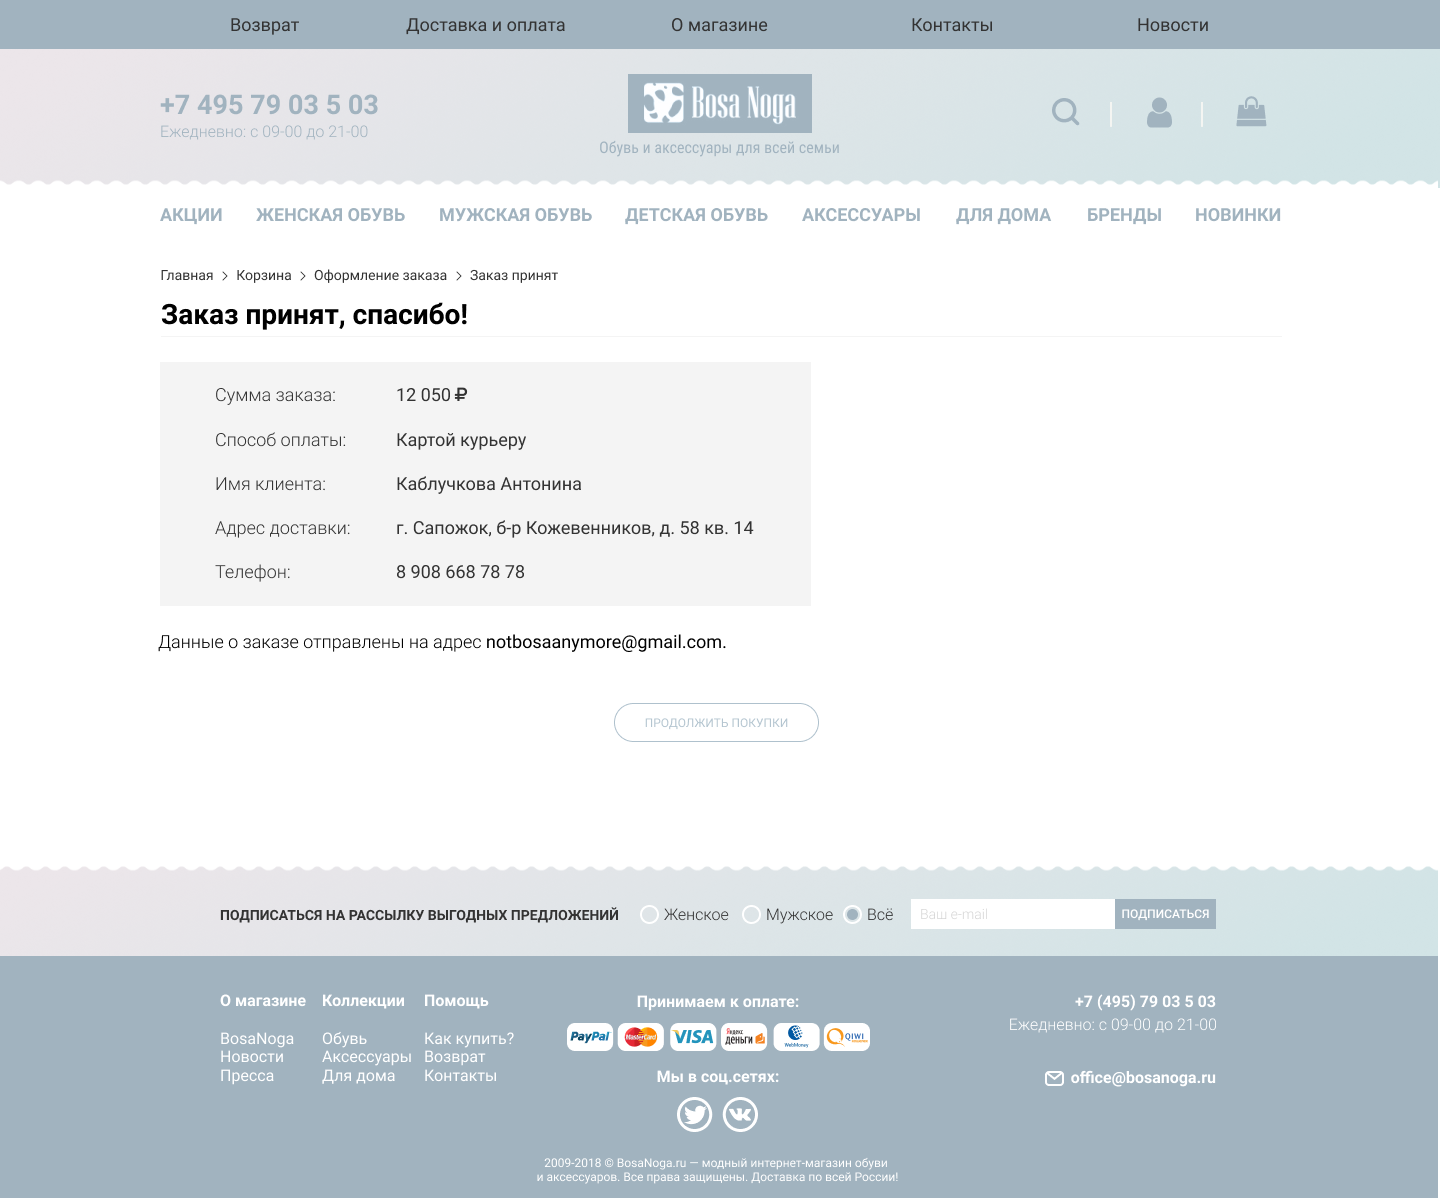 Возврат Доставка и оплата О магазине Контакты Новости
+7 495 79 03 5 03
Ежедневно: с 09-00 до 21-00
Bosa Noga
Обувь и аксессуары для всей семьи
АКЦИИ ЖЕНСКАЯ ОБУВЬ МУЖСКАЯ ОБУВЬ ДЕТСКАЯ ОБУВЬ АКСЕССУАРЫ ДЛЯ ДОМА БРЕНДЫ НОВИНКИ
Главная > Корзина > Оформление заказа > Заказ принят
Заказ принят, спасибо!
Сумма заказа: 12 050 ₽
Способ оплаты: Картой курьеру
Имя клиента: Каблучкова Антонина
Адрес доставки: г. Сапожок, б-р Кожевенников, д. 58 кв. 14
Телефон: 8 908 668 78 78
Данные о заказе отправлены на адрес notbosaanymore@gmail.com.
ПРОДОЛЖИТЬ ПОКУПКИ
ПОДПИСАТЬСЯ НА РАССЫЛКУ ВЫГОДНЫХ ПРЕДЛОЖЕНИЙ Женское Мужское Всё Ваш e-mail ПОДПИСАТЬСЯ
О магазине Коллекции Помощь
BosaNoga Обувь Как купить?
Новости Аксессуары Возврат
Пресса Для дома Контакты
Принимаем к оплате:
PayPal MasterCard VISA Яндекс деньги WebMoney QIWI
Мы в соц.сетях:
+7 (495) 79 03 5 03
Ежедневно: с 09-00 до 21-00
office@bosanoga.ru
2009-2018 © BosaNoga.ru — модный интернет-магазин обуви
и аксессуаров. Все права защищены. Доставка по всей России!